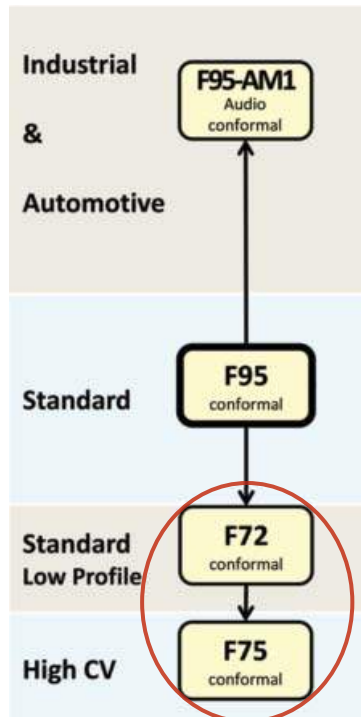 Industrial
&
Automotive
F95-AM1
Audio
conformal
Standard
F95
conformal
Standard
Low Profile
F72
conformal
High CV
F75
conformal